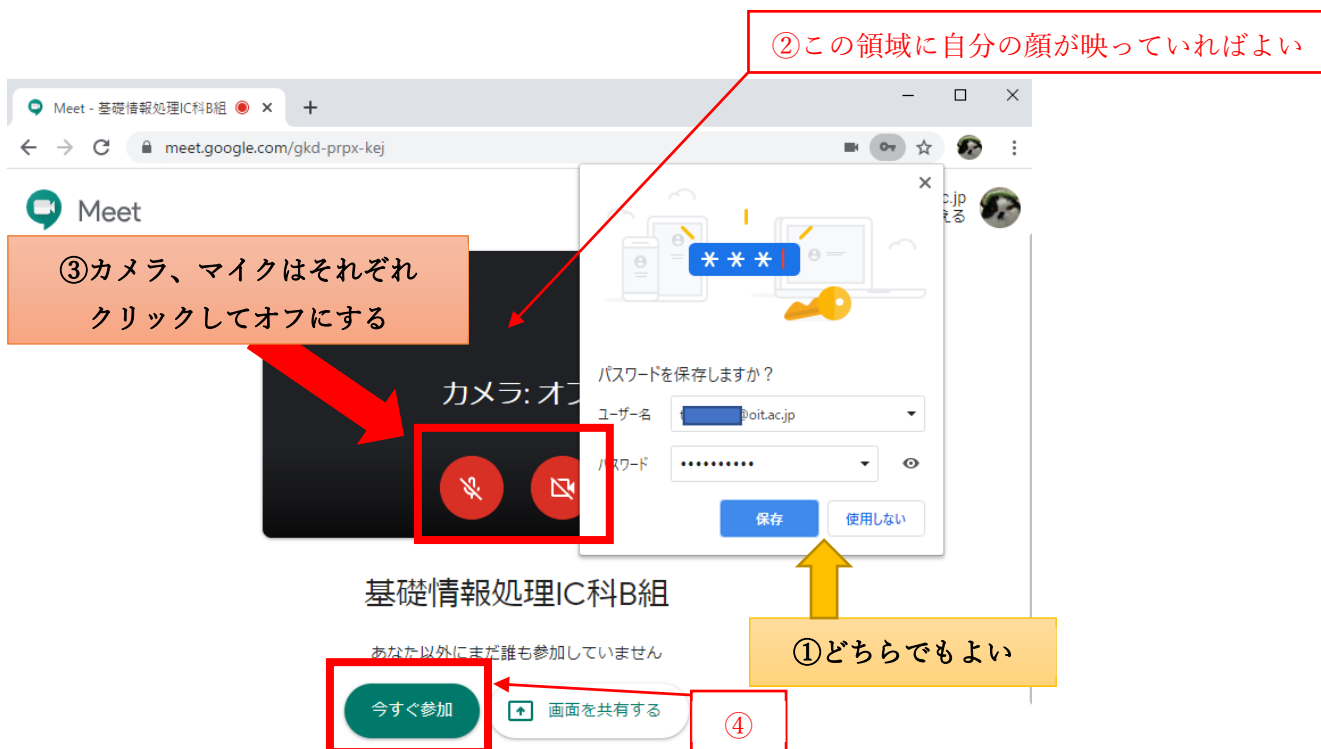 ②この領域に自分の顔が映っていればよい
Meet - 基礎情報処理IC科B組
meet.google.com/gkd-prpx-kej
Meet
c.jp
える
③カメラ、マイクはそれぞれ
クリックしてオフにする
***
カメラ: オフ
パスワードを保存しますか？
ユーザー名
@oit.ac.jp
パスワード
••••••••••
保存
使用しない
基礎情報処理IC科B組
あなた以外にまだ誰も参加していません
①どちらでもよい
今すぐ参加
画面を共有する
④